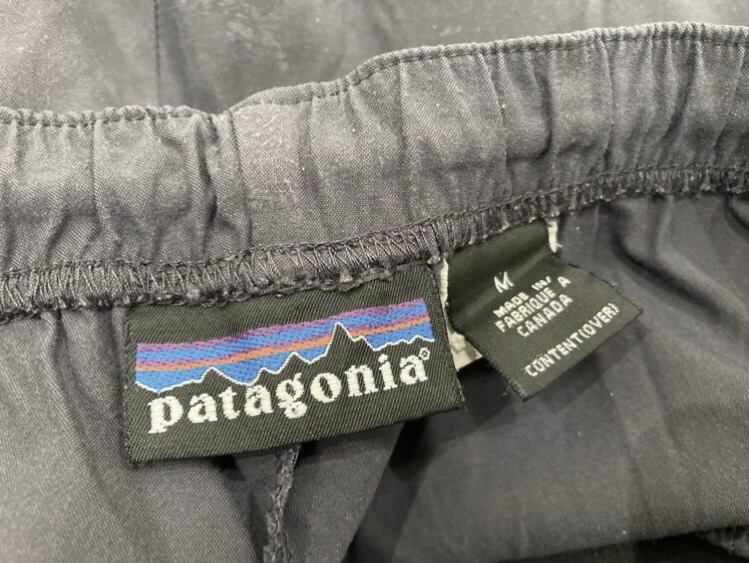 patagonia®
M
MADE IN
FABRIQUE A
CANADA
CONTENT(OVER)